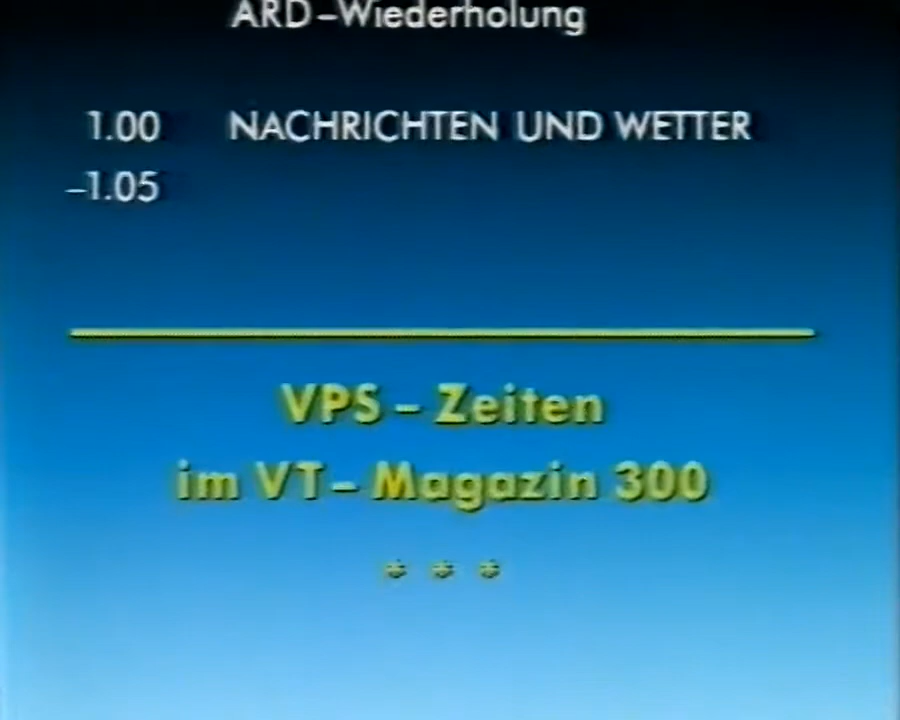 ARD–Wiederholung
1.00 NACHRICHTEN UND WETTER
–1.05
VPS – Zeiten
im VT – Magazin 300
* * *